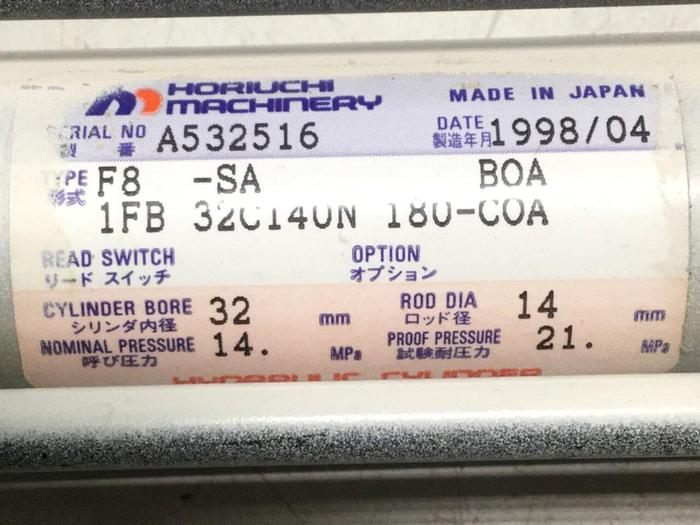 HORIUCHI
MACHINERY
MADE IN JAPAN
SERIAL NO A532516
製 番
DATE 1998/04
製造年月
TYPE F8 -SA BOA
形式
1FB 32C140N 180-COA
READ SWITCH OPTION
リード スイッチ オプション
CYLINDER BORE 32 mm ROD DIA 14 mm
シリンダ内径 ロッド径
NOMINAL PRESSURE 14. MPa PROOF PRESSURE 21. MPa
呼び圧力 試験耐圧力
HYDRAULIC CYLINDER